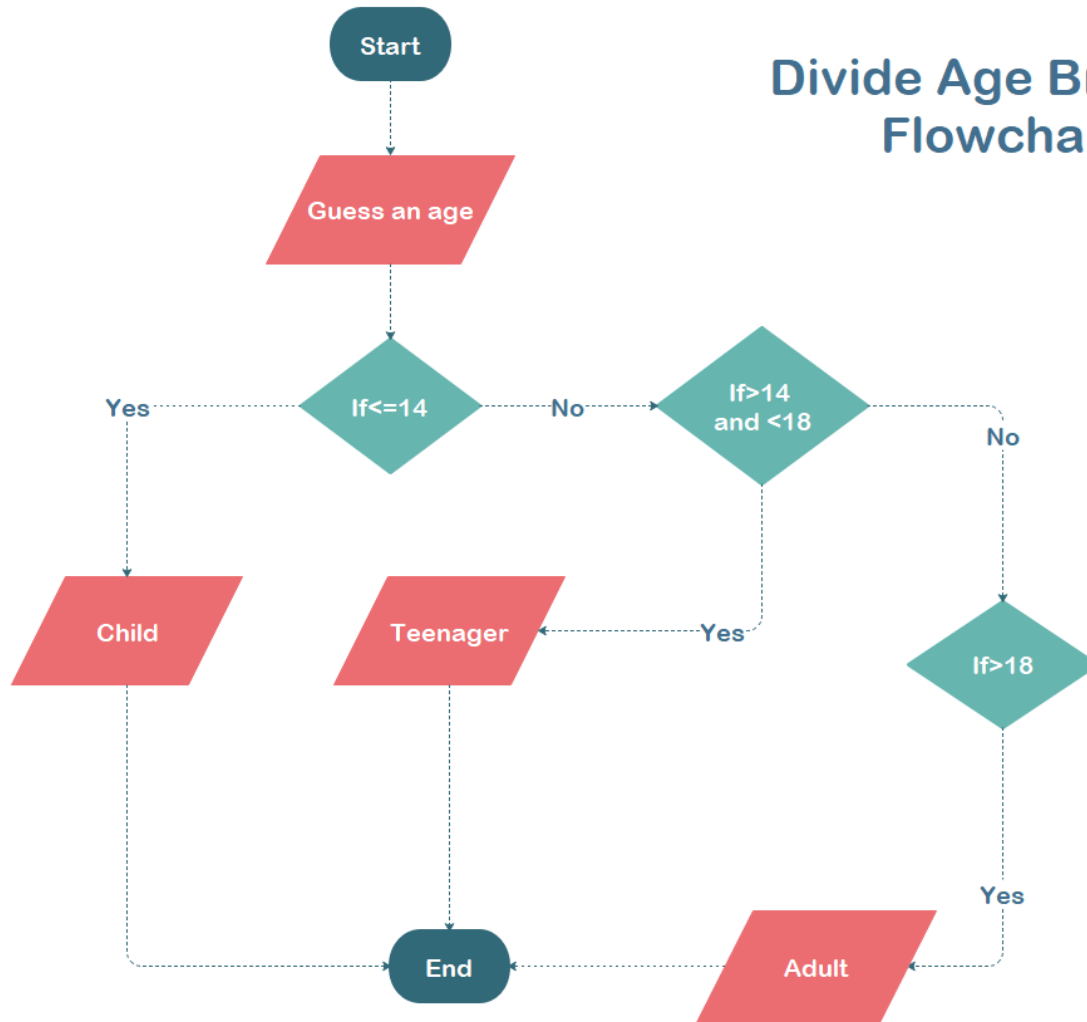 Start
Divide Age Br
Flowcha
Guess an age
If<=14
Yes
No
If>14
and <18
No
Child
Teenager
Yes
If>18
Yes
End
Adult